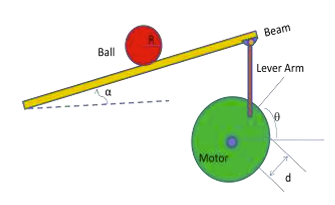 Beam
R
Ball
Lever Arm
α
θ
Motor
d